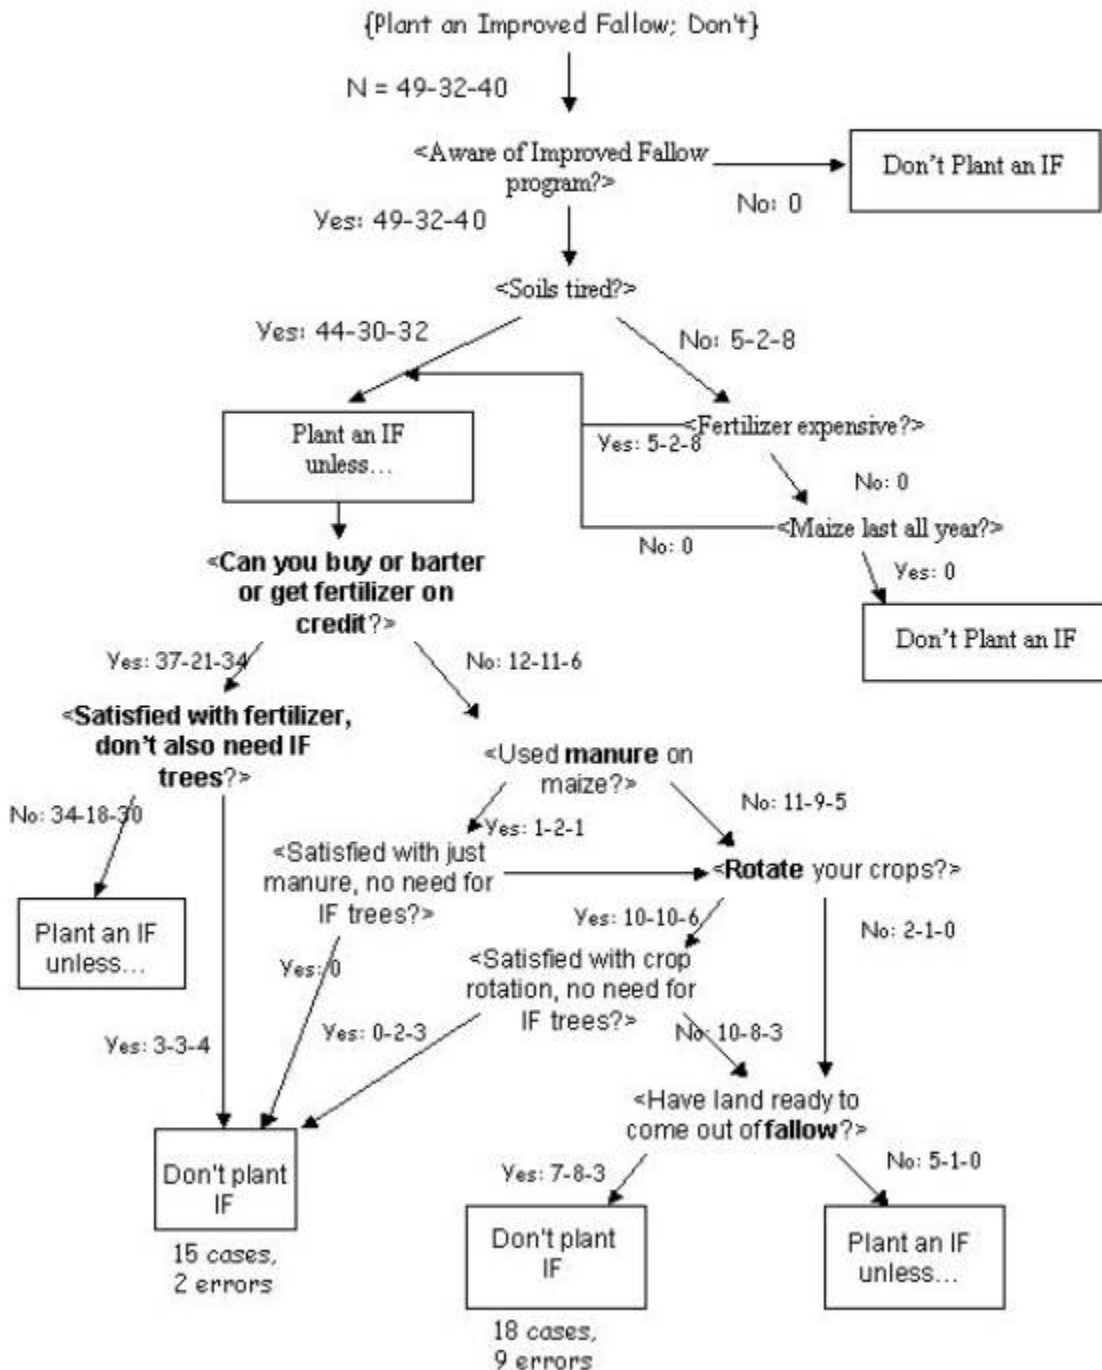 {Plant an Improved Fallow; Don't}
N = 49-32-40
<Aware of Improved Fallow
program?>
Don't Plant an IF
No: 0
Yes: 49-32-40
<Soils tired?>
Yes: 44-30-32
No: 5-2-8
Plant an IF
unless...
<Fertilizer expensive?>
Yes: 5-2-8
No: 0
<Maize last all year?>
No: 0
Yes: 0
Don't Plant an IF
<Can you buy or barter
or get fertilizer on
credit?>
Yes: 37-21-34
No: 12-11-6
<Satisfied with fertilizer,
don't also need IF
trees?>
<Used manure on
maize?>
No: 34-18-30
Yes: 1-2-1
No: 11-9-5
<Satisfied with just
manure, no need for
IF trees?>
<Rotate your crops?>
Plant an IF
unless...
Yes: 10-10-6
No: 2-1-0
Yes: 0
<Satisfied with crop
rotation, no need for
IF trees?>
Yes: 3-3-4
Yes: 0-2-3
No: 10-8-3
<Have land ready to
come out of fallow?>
Don't plant
IF
15 cases,
2 errors
Yes: 7-8-3
No: 5-1-0
Don't plant
IF
Plant an IF
unless...
18 cases,
9 errors